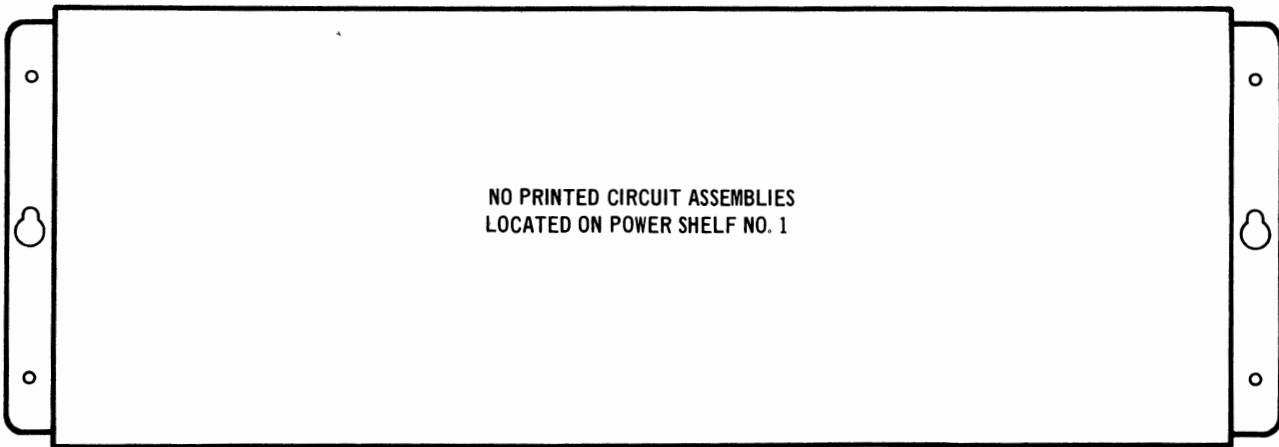 NO PRINTED CIRCUIT ASSEMBLIES
LOCATED ON POWER SHELF NO. 1